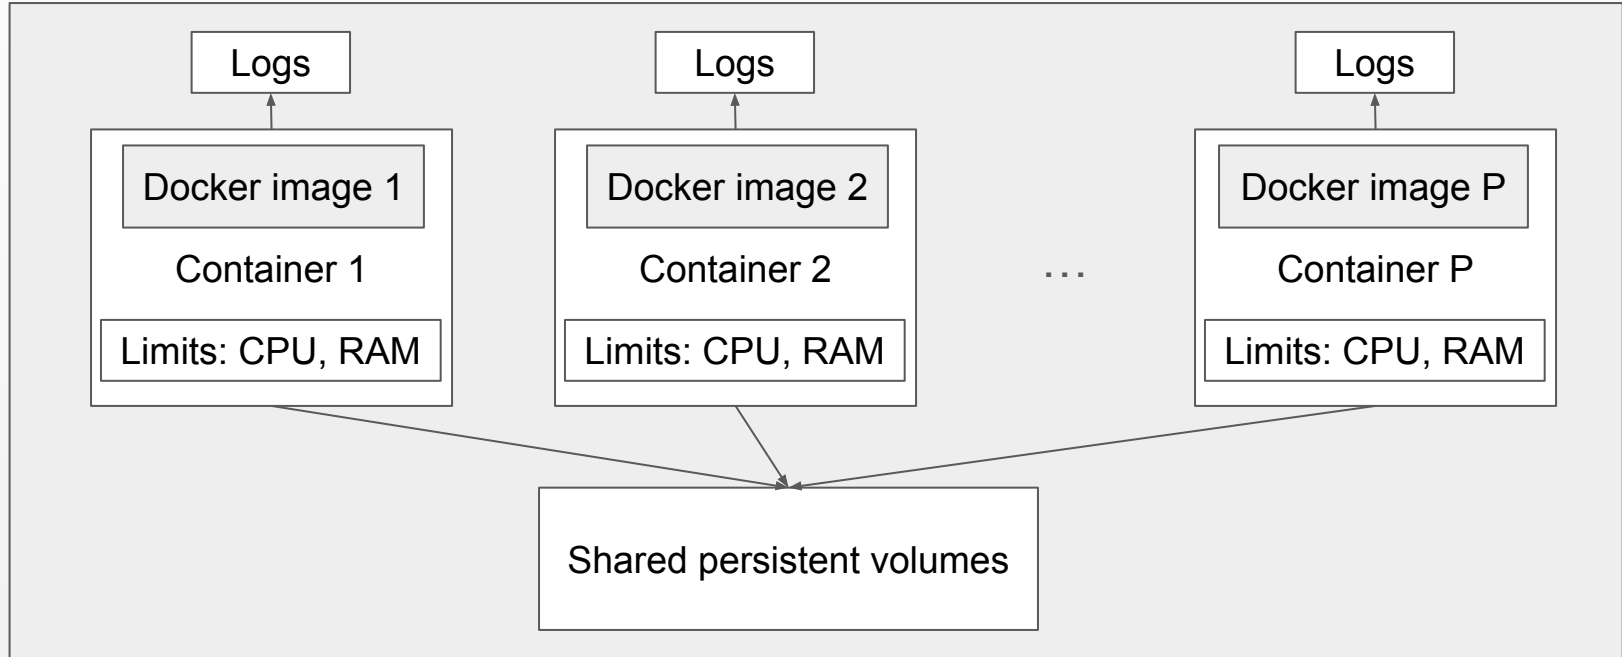 Logs
Logs
Logs
Docker image 1
Docker image 2
Docker image P
Container 1
Container 2
...
Container P
Limits: CPU, RAM
Limits: CPU, RAM
Limits: CPU, RAM
Shared persistent volumes